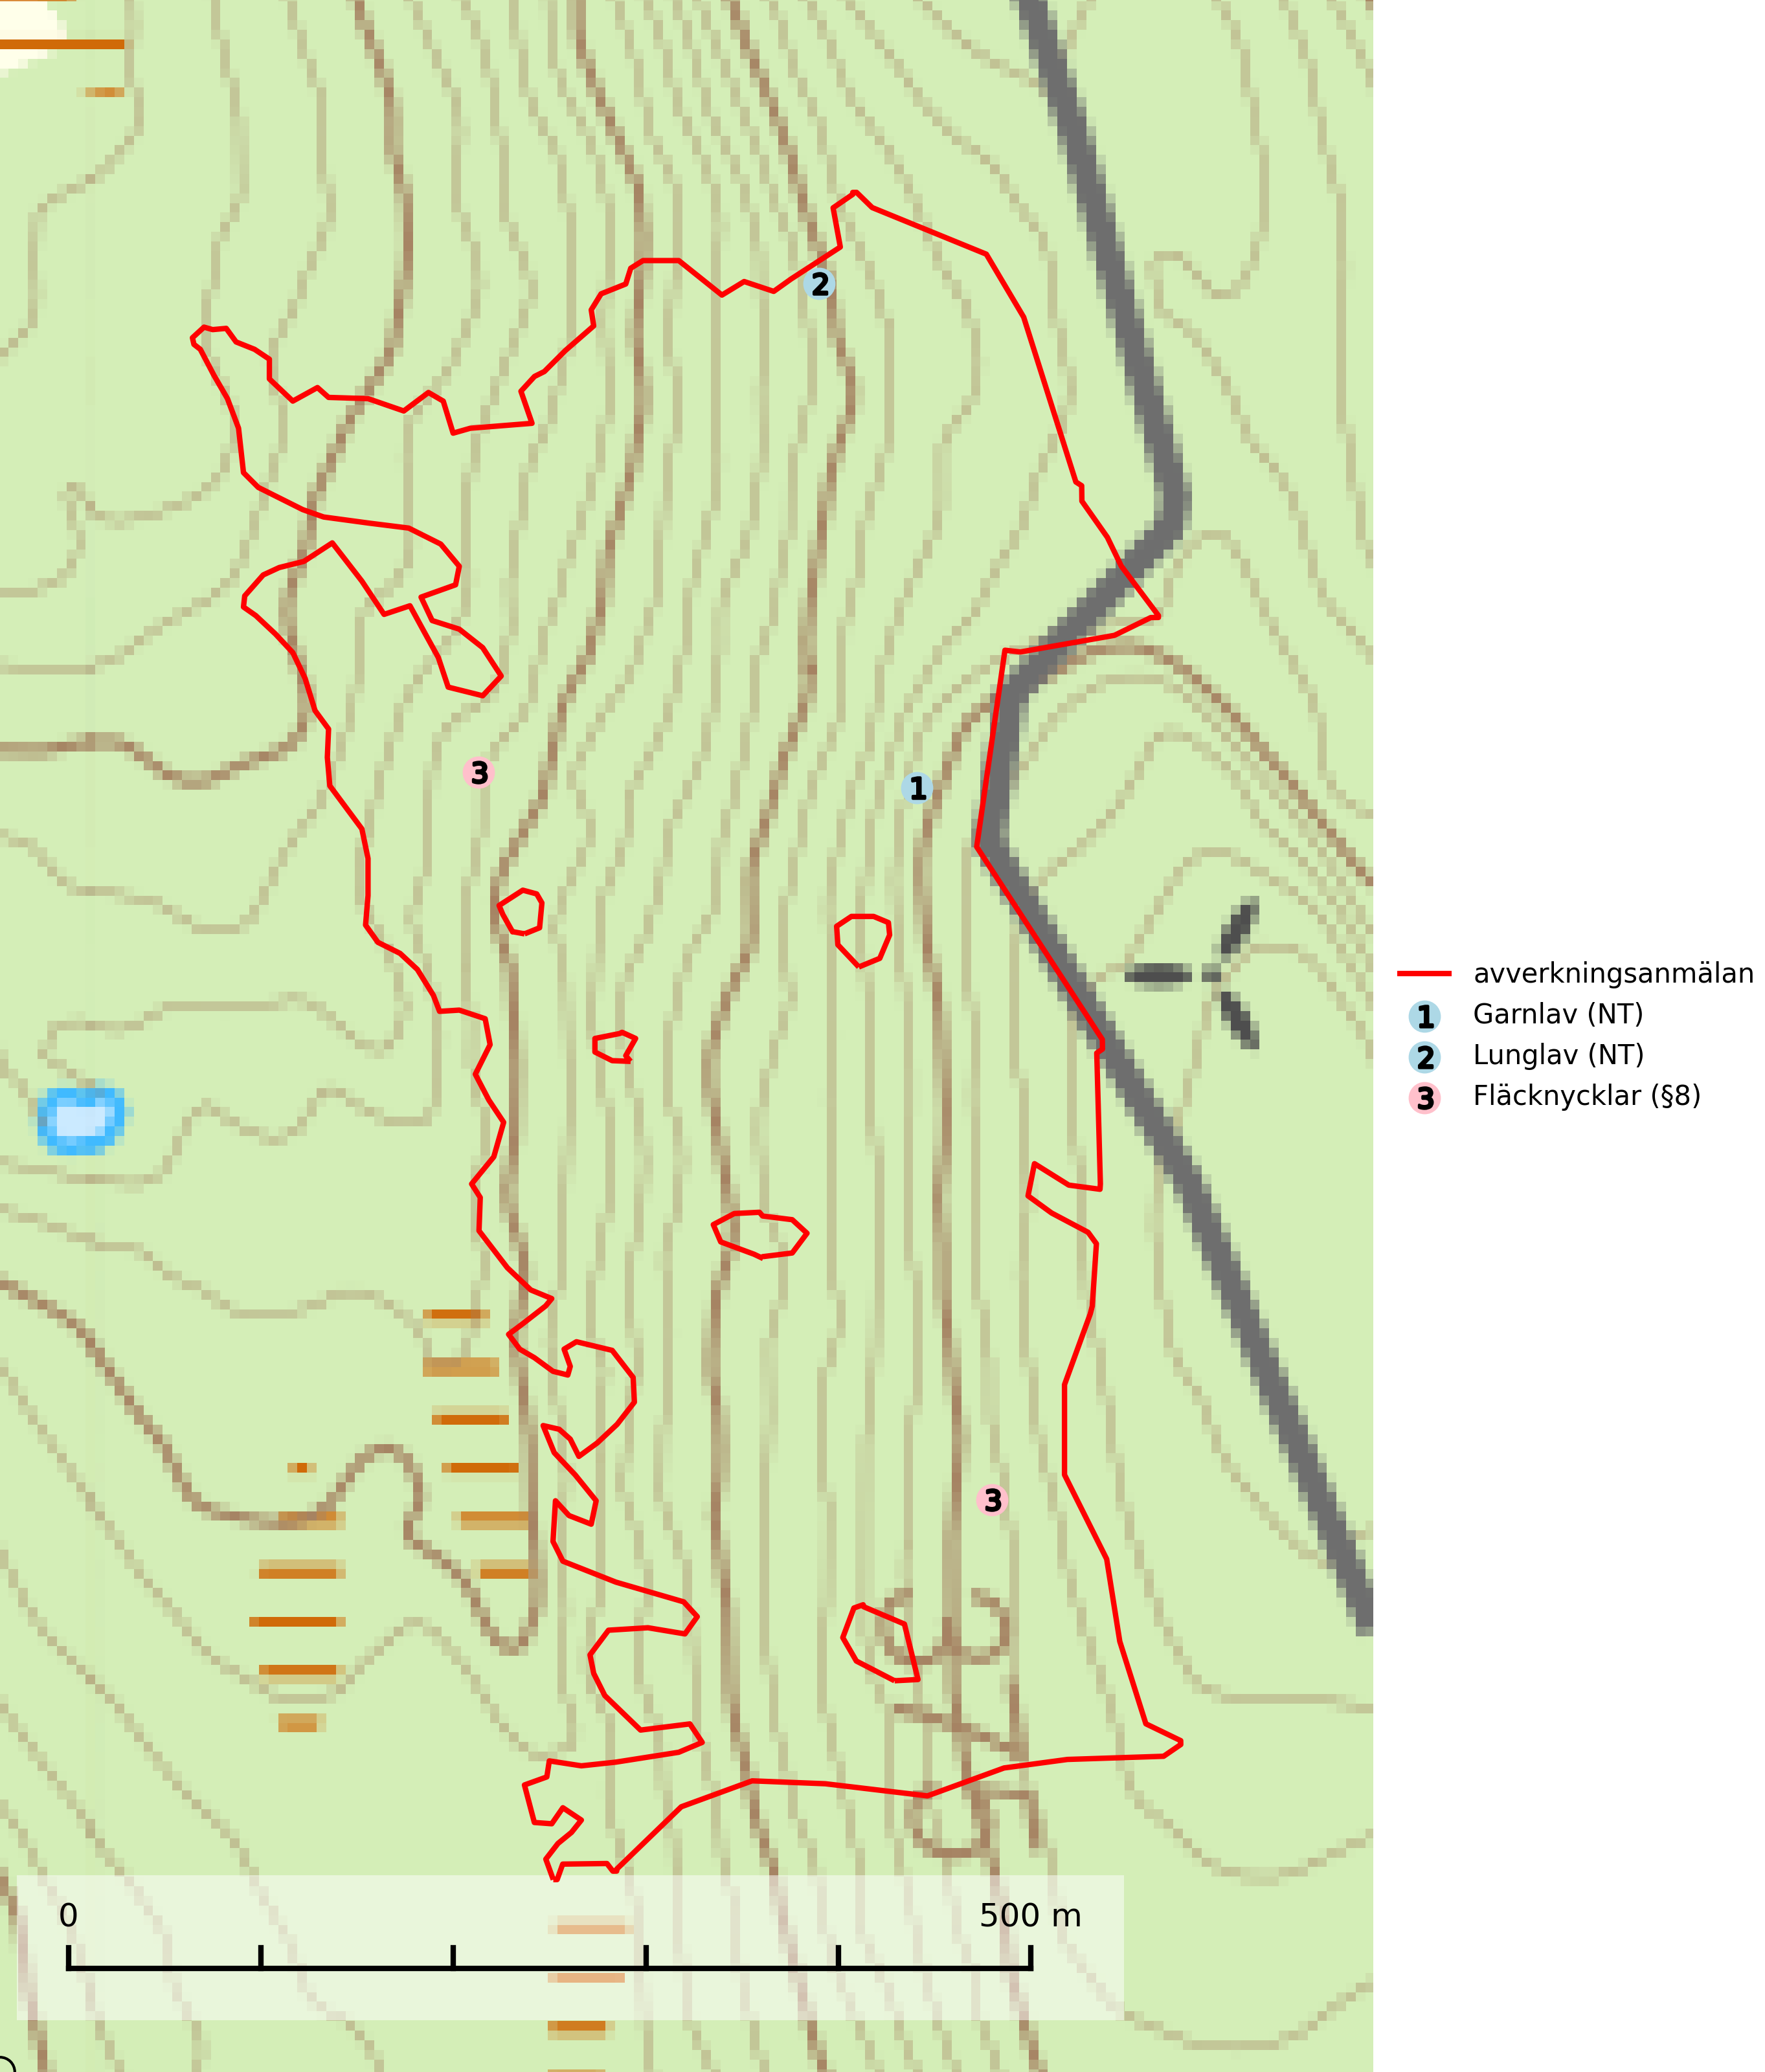 2
3
1
3
avverkningsanmälan
1 Garnlav (NT)
2 Lunglav (NT)
3 Fläcknycklar (§8)
0 500 m